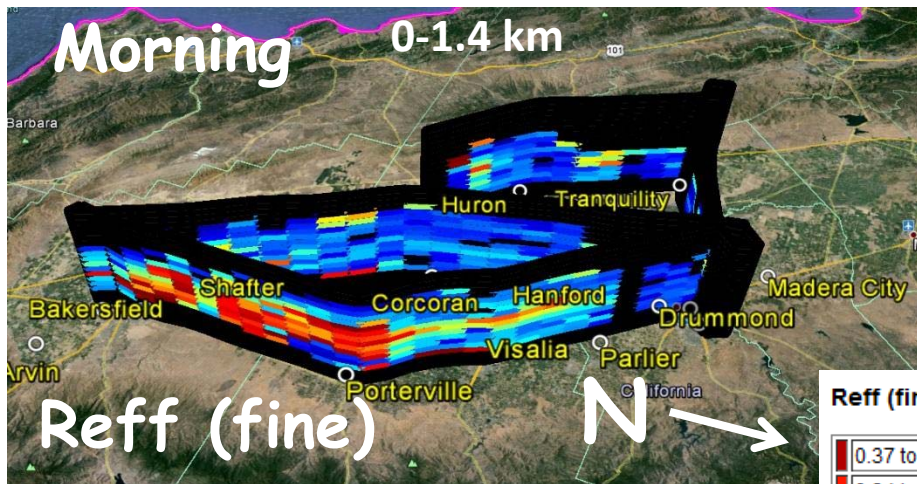 Morning
0-1.4 km
101
Barbara
Huron
Tranquility
Shafter
Bakersfield
Corcoran
Hanford
Madera City
Drummond
Visalia
Parlier
Arvin
Porterville
California
Reff (fine)
N
Reff (fin
0.37 to